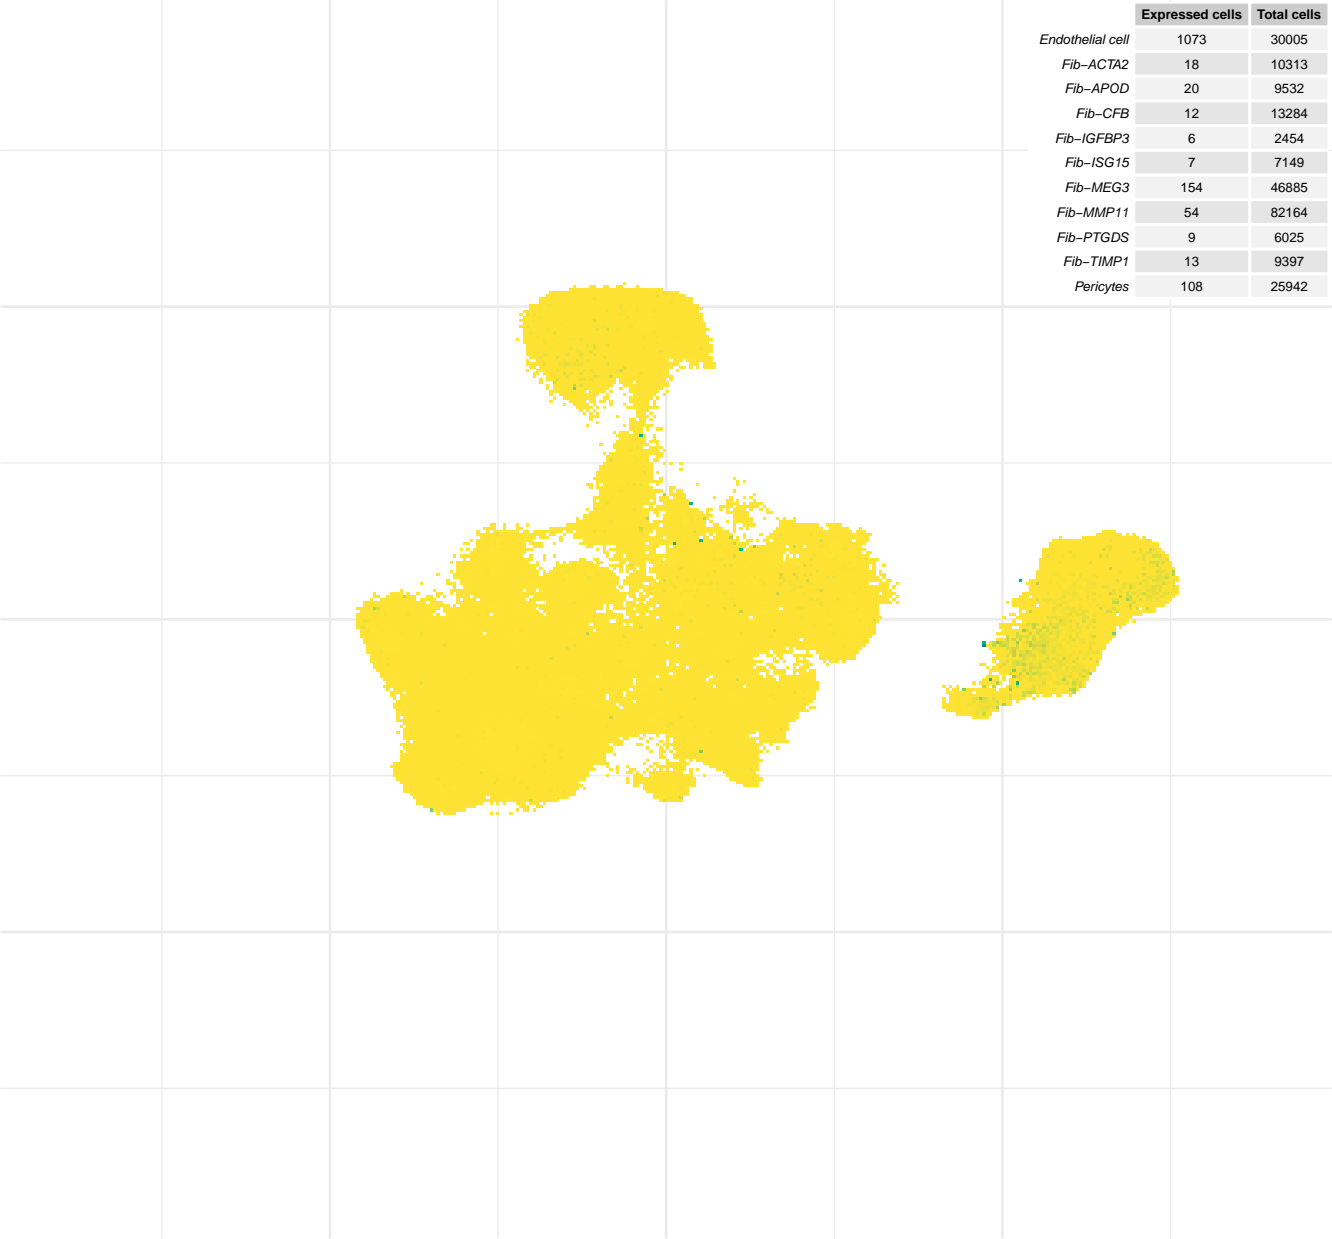 Expressed cells Total cells
Endothelial cell 1073 30005
Fib−ACTA2 18 10313
Fib−APOD 20 9532
Fib−CFB 12 13284
Fib−IGFBP3 6 2454
Fib−ISG15 7 7149
Fib−MEG3 154 46885
Fib−MMP11 54 82164
Fib−PTGDS 9 6025
Fib−TIMP1 13 9397
Pericytes 108 25942